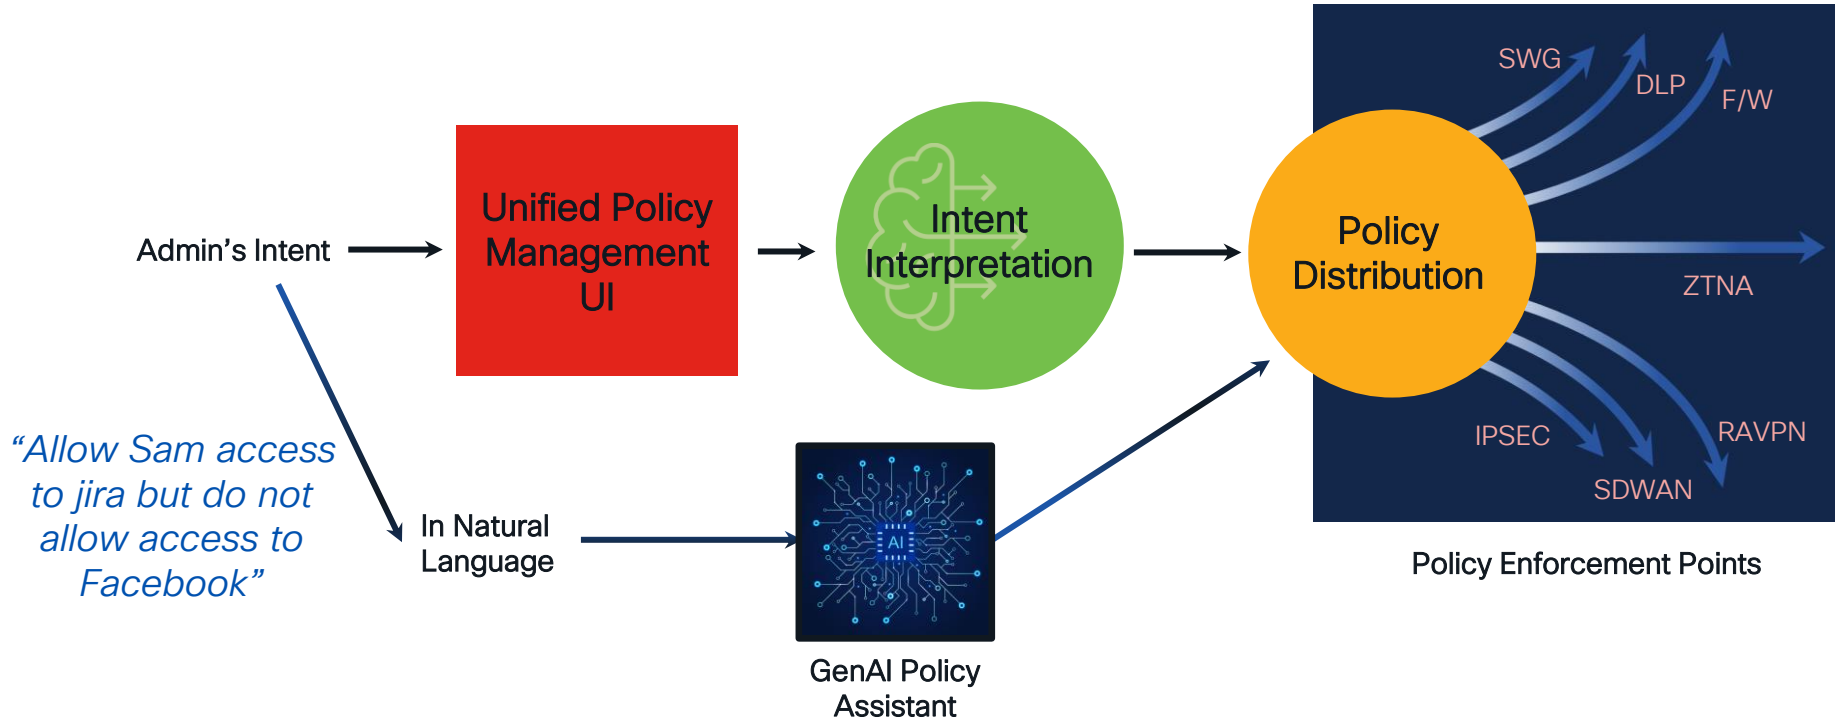 Admin's Intent
Unified Policy
Management
UI
Intent
Interpretation
Policy
Distribution
SWG
DLP
F/W
ZTNA
RAVPN
IPSEC
SDWAN
Policy Enforcement Points
“Allow Sam access
to jira but do not
allow access to
Facebook”
In Natural
Language
AI
GenAI Policy
Assistant